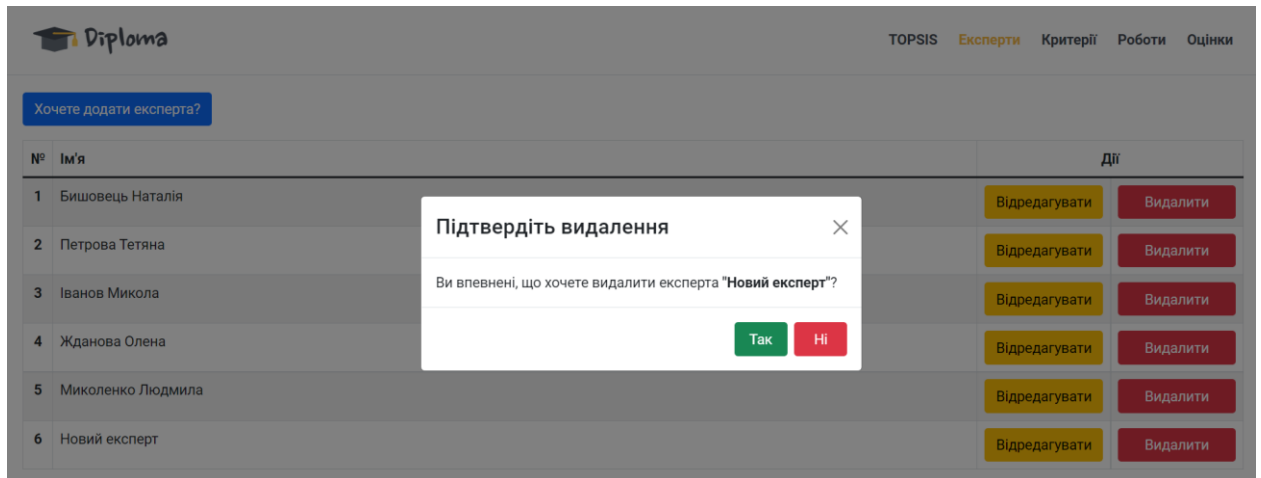 Diploma TOPSIS Експерти Критерії Роботи Оцінки
Хочете додати експерта?
№ Ім'я Дії
1 Бишовець Наталія Відредагувати Видалити
Підтвердіть видалення
2 Петрова Тетяна Відредагувати Видалити
Ви впевнені, що хочете видалити експерта "Новий експерт"?
3 Іванов Микола Відредагувати Видалити
Так Ні
4 Жданова Олена Відредагувати Видалити
5 Миколенко Людмила Відредагувати Видалити
6 Новий експерт Відредагувати Видалити